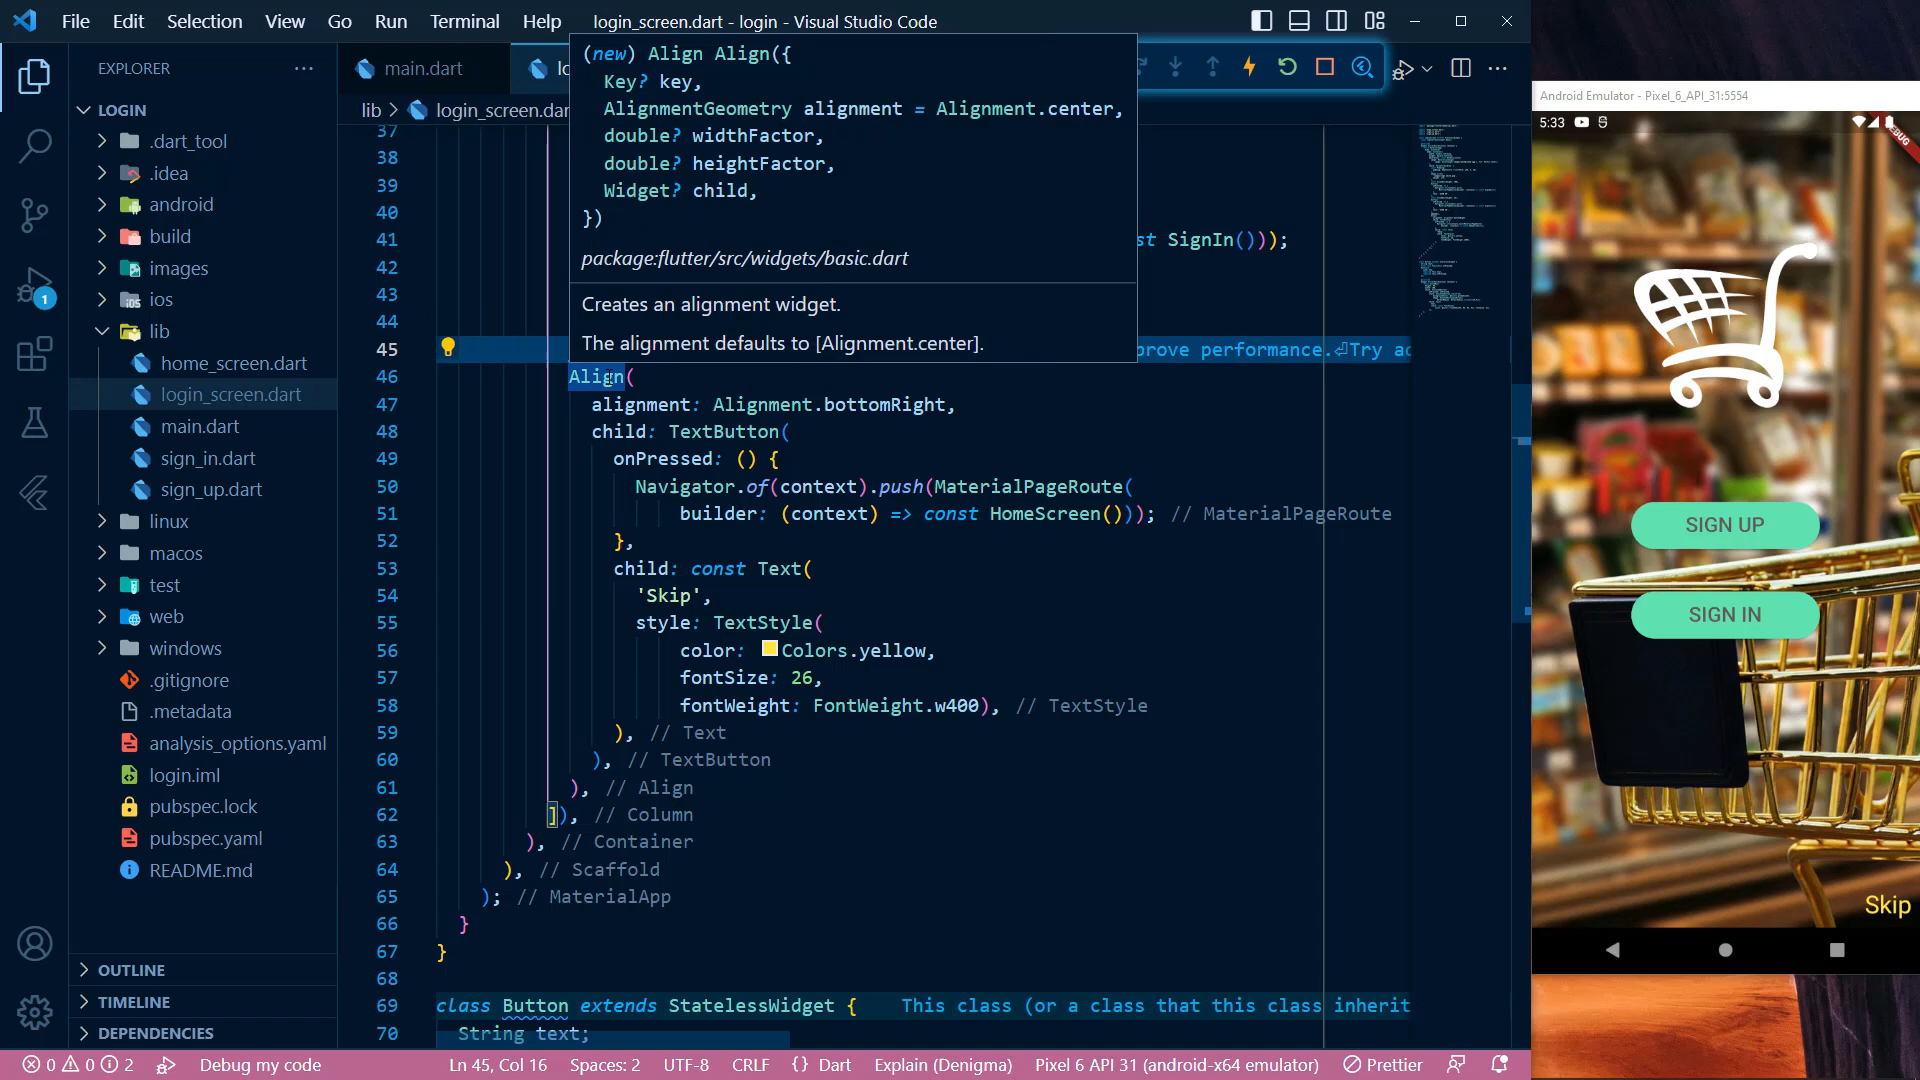 File Edit Selection View Go Run Terminal Help
login_screen.dart - login - Visual Studio Code
EXPLORER
LOGIN
.dart_tool
.idea
android
build
images
ios
lib
home_screen.dart
login_screen.dart
main.dart
sign_in.dart
sign_up.dart
linux
macos
test
web
windows
.gitignore
.metadata
analysis_options.yaml
login.iml
pubspec.lock
pubspec.yaml
README.md
OUTLINE
TIMELINE
DEPENDENCIES
1
main.dart
lib > login_screen.dar
(new) Align Align({
Key? key,
AlignmentGeometry alignment = Alignment.center,
double? widthFactor,
double? heightFactor,
Widget? child,
})
package:flutter/src/widgets/basic.dart
Creates an alignment widget.
The alignment defaults to [Alignment.center].
37
38
39
40
41 st SignIn()));
42
43
44
45 prove performance.⏎Try ad
46 Align(
47 alignment: Alignment.bottomRight,
48 child: TextButton(
49 onPressed: () {
50 Navigator.of(context).push(MaterialPageRoute(
51 builder: (context) => const HomeScreen())); // MaterialPageRoute
52 },
53 child: const Text(
54 'Skip',
55 style: TextStyle(
56 color: Colors.yellow,
57 fontSize: 26,
58 fontWeight: FontWeight.w400), // TextStyle
59 ), // Text
60 ), // TextButton
61 ), // Align
62 ]), // Column
63 ), // Container
64 ), // Scaffold
65 ); // MaterialApp
66 }
67 }
68
69 class Button extends StatelessWidget { This class (or a class that this class inherit
70 String text;
0 0 2 Debug my code Ln 45, Col 16 Spaces: 2 UTF-8 CRLF {} Dart Explain (Denigma) Pixel 6 API 31 (android-x64 emulator) Prettier
Android Emulator - Pixel_6_API_31:5554
5:33
DEBUG
SIGN UP
SIGN IN
Skip